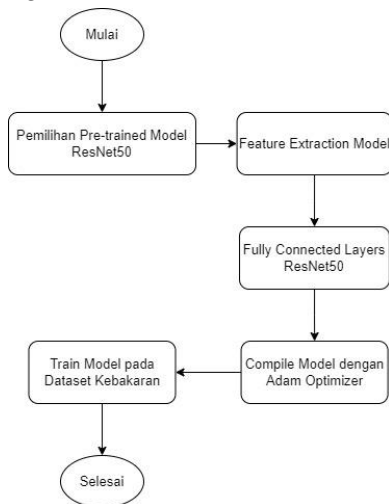 Mulai
Pemilihan Pre-trained Model
ResNet50
Feature Extraction Model
Fully Connected Layers
ResNet50
Compile Model dengan
Adam Optimizer
Train Model pada
Dataset Kebakaran
Selesai